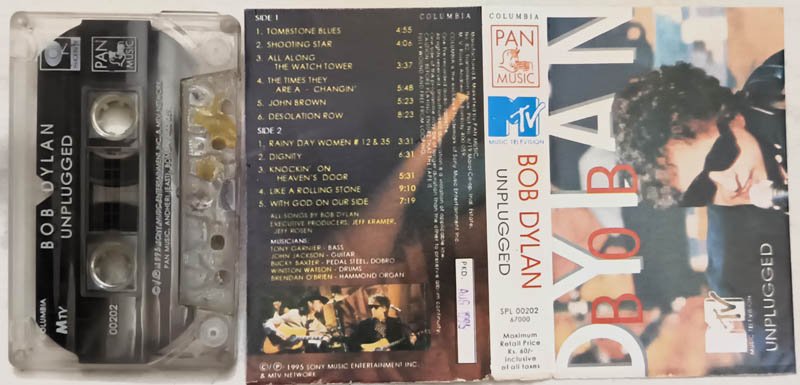 PAN
MUSIC
BOB DYLAN
UNPLUGGED
COLUMBIA
MTV
00202
SIDE 1
1. TOMBSTONE BLUES 4:55
2. SHOOTING STAR 4:06
3. ALL ALONG
THE WATCH TOWER 3:37
4. THE TIMES THEY
ARE A - CHANGIN' 5:48
5. JOHN BROWN 5:23
6. DESOLATION ROW 8:23
SIDE 2
1. RAINY DAY WOMEN # 12 & 35 3:31
2. DIGNITY 6:31
3. KNOCKIN' ON
HEAVEN'S DOOR 5:31
4. LIKE A ROLLING STONE 9:10
5. WITH GOD ON OUR SIDE 7:19
ALL SONGS BY BOB DYLAN
EXECUTIVE PRODUCERS: JEFF KRAMER,
JEFF ROSEN
MUSICIANS:
TONY GARNIER - BASS
JOHN JACKSON - GUITAR
BUCKY BAXTER - PEDAL STEEL, DOBRO
WINSTON WATSON - DRUMS
BRENDAN O'BRIEN - HAMMOND ORGAN
(C)(P) 1995 SONY MUSIC ENTERTAINMENT INC.
& MTV NETWORK
COLUMBIA
PKD. AUG 1995
COLUMBIA
PAN
MUSIC
MTV
MUSIC TELEVISION
BOB DYLAN
UNPLUGGED
SPL 00202
67000
Maximum
Retail Price
Rs. 60/-
inclusive
of all taxes
BOB
DYLAN
MTV
MUSIC TELEVISION
UNPLUGGED